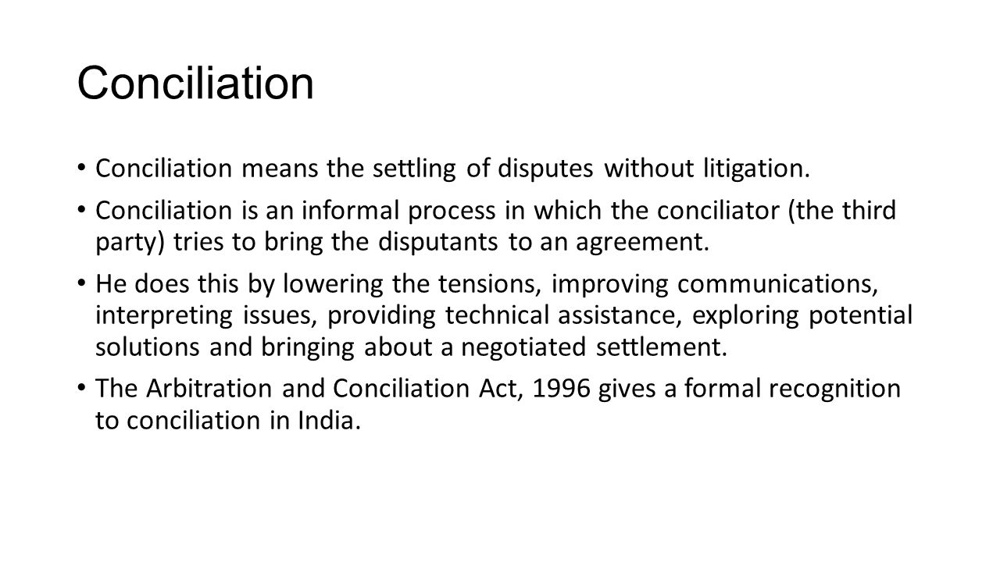 Conciliation
• Conciliation means the settling of disputes without litigation.
• Conciliation is an informal process in which the conciliator (the third
party) tries to bring the disputants to an agreement.
• He does this by lowering the tensions, improving communications,
interpreting issues, providing technical assistance, exploring potential
solutions and bringing about a negotiated settlement.
• The Arbitration and Conciliation Act, 1996 gives a formal recognition
to conciliation in India.